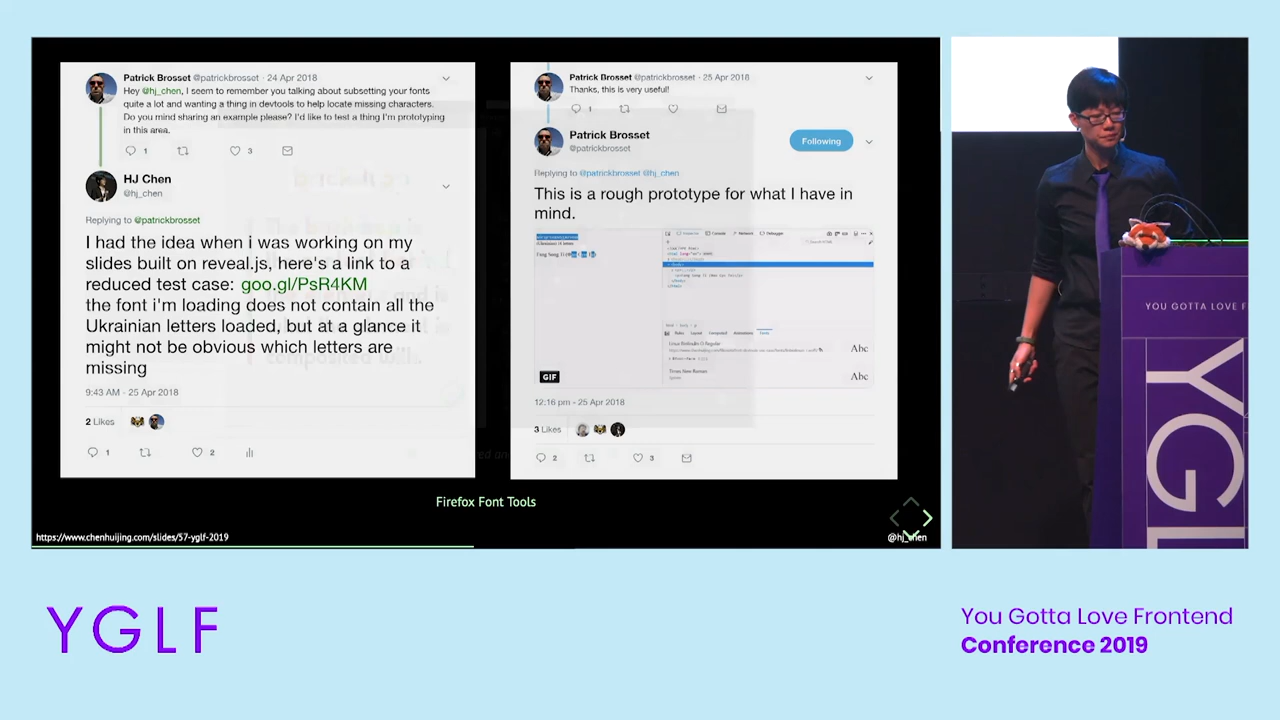 Patrick Brosset @patrickbrosset · 24 Apr 2018
Hey @hj_chen, I seem to remember you talking about subsetting your fonts
quite a lot and wanting a thing in devtools to help locate missing characters.
Do you mind sharing an example please? I'd like to test a thing I'm prototyping
in this area.
1
3
HJ Chen
@hj_chen
Replying to @patrickbrosset
I had the idea when i was working on my
slides built on reveal.js, here's a link to a
reduced test case: goo.gl/PsR4KM
the font i'm loading does not contain all the
Ukrainian letters loaded, but at a glance it
might not be obvious which letters are
missing
9:43 AM - 25 Apr 2018
2 Likes
1
2
Patrick Brosset @patrickbrosset · 25 Apr 2018
Thanks, this is very useful!
1
Patrick Brosset
@patrickbrosset
Following
Replying to @patrickbrosset @hj_chen
This is a rough prototype for what I have in
mind.
Abc
Times New Roman
Abc
GIF
12:16 pm - 25 Apr 2018
3 Likes
2
3
Firefox Font Tools
https://www.chenhuijing.com/slides/57-yglf-2019
@hj_chen
YOU GOTTA LOVE F
YGL
YGLF
You Gotta Love Frontend
Conference 2019